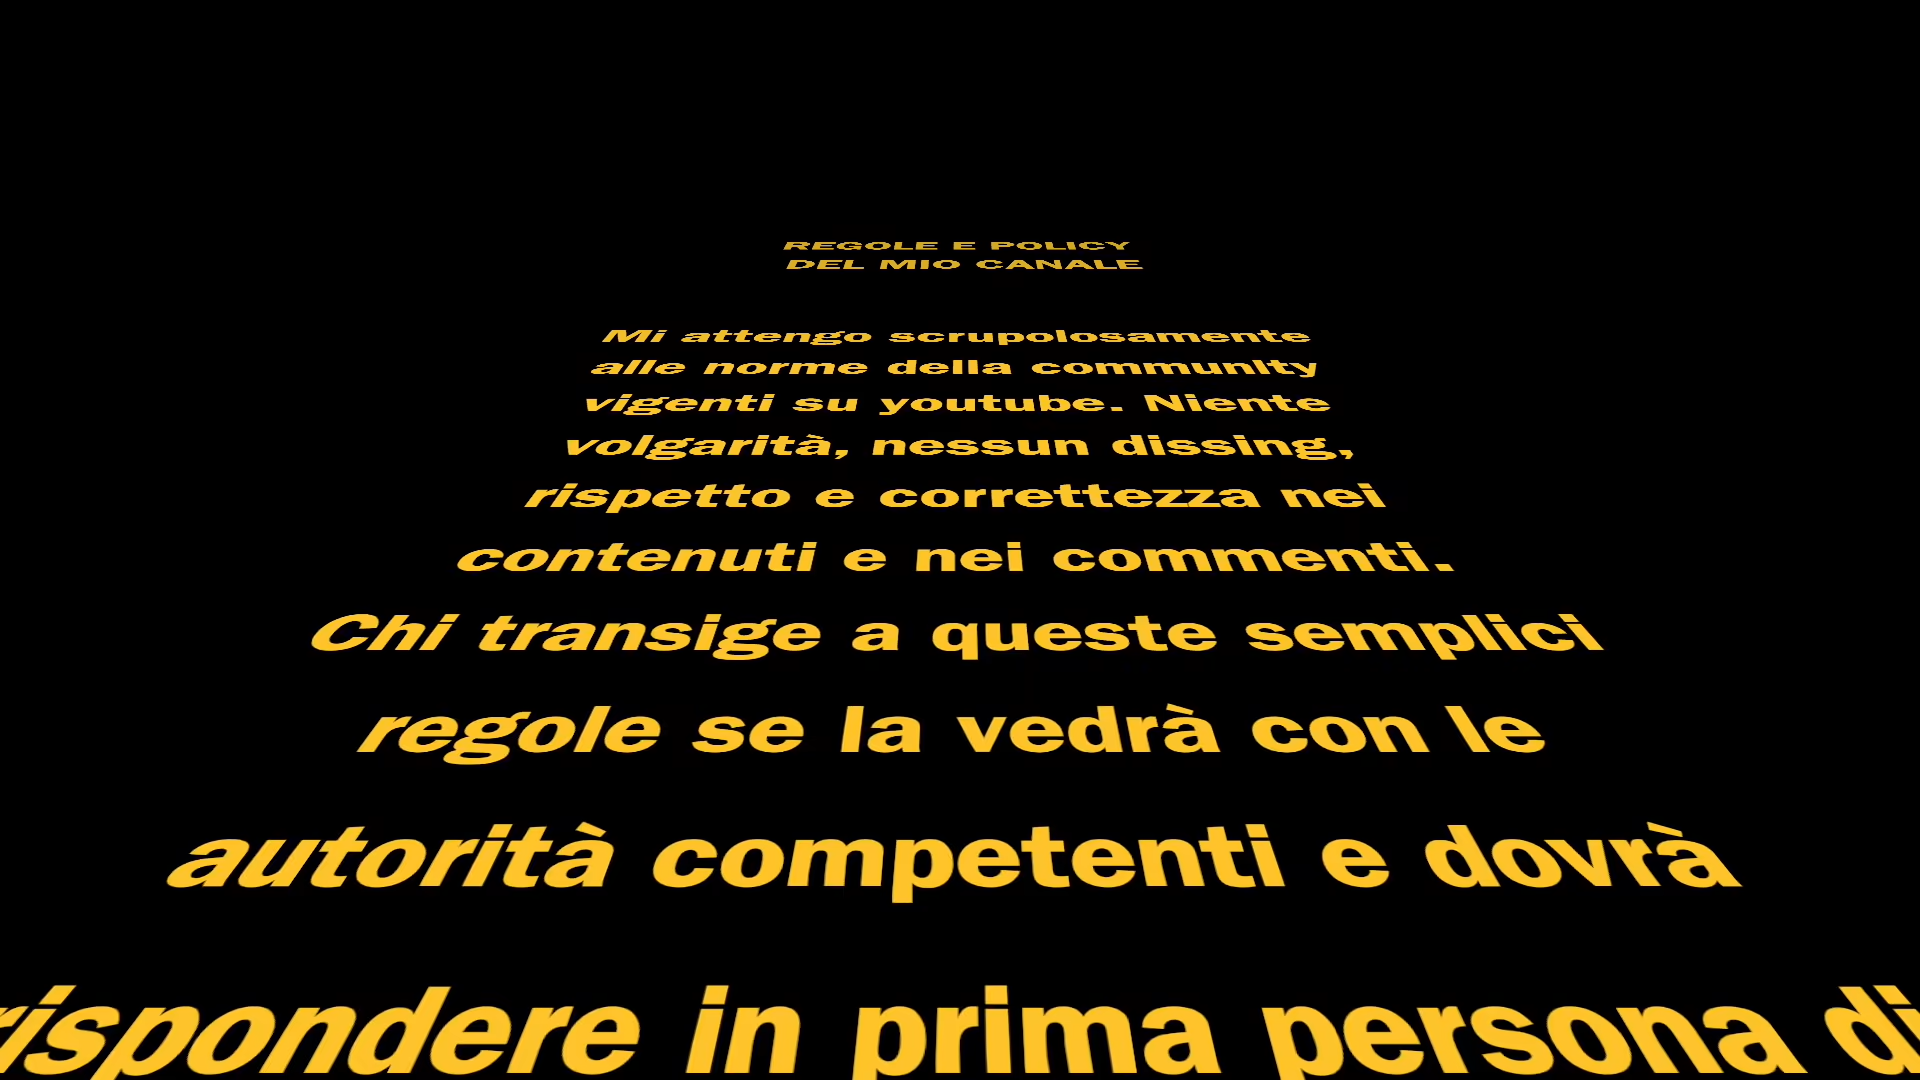 REGOLE E POLICY
DEL MIO CANALE
Mi attengo scrupolosamente
alle norme della community
vigenti su youtube. Niente
volgarità, nessun dissing,
rispetto e correttezza nei
contenuti e nei commenti.
Chi transige a queste semplici
regole se la vedrà con le
autorità competenti e dovrà
rispondere in prima persona di